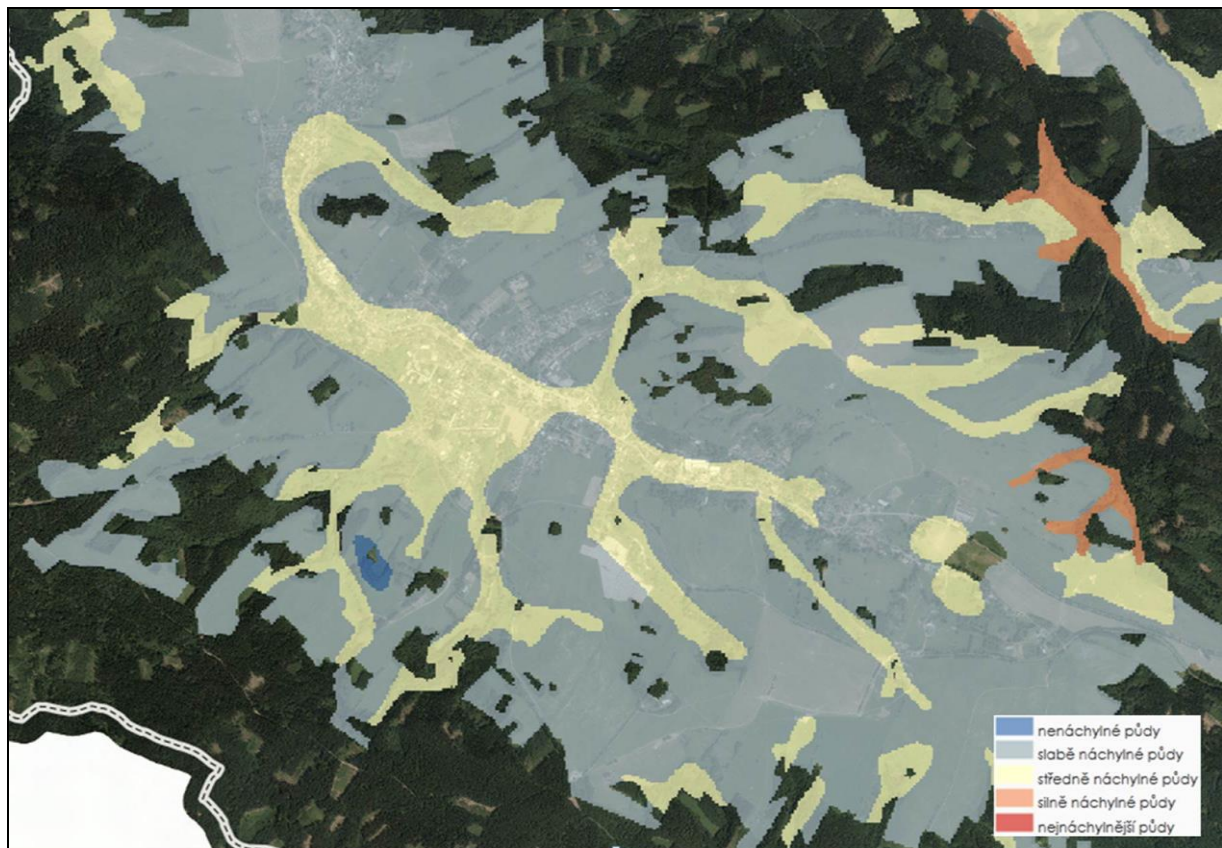 nenáchylné půdy
slabě náchylné půdy
středně náchylné půdy
silně náchylné půdy
nejnáchylnější půdy